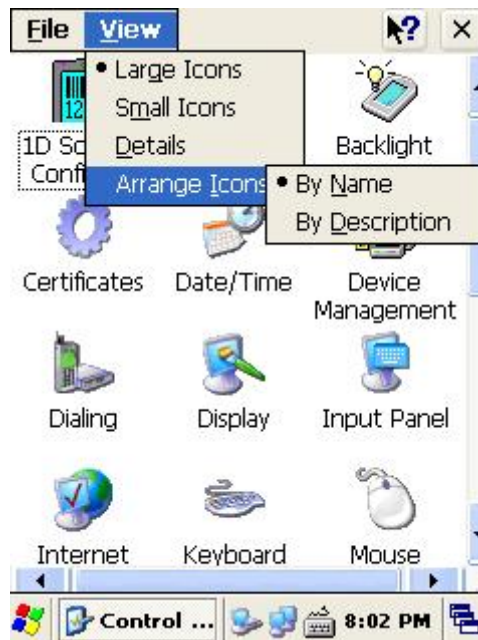 File View
Large Icons
Small Icons
Details
Arrange Icons
By Name
By Description
12
1D Sc
Conf
Backlight
Certificates
Date/Time
Device
Management
Dialing
Display
Input Panel
Internet
Keyboard
Mouse
Control ...
8:02 PM